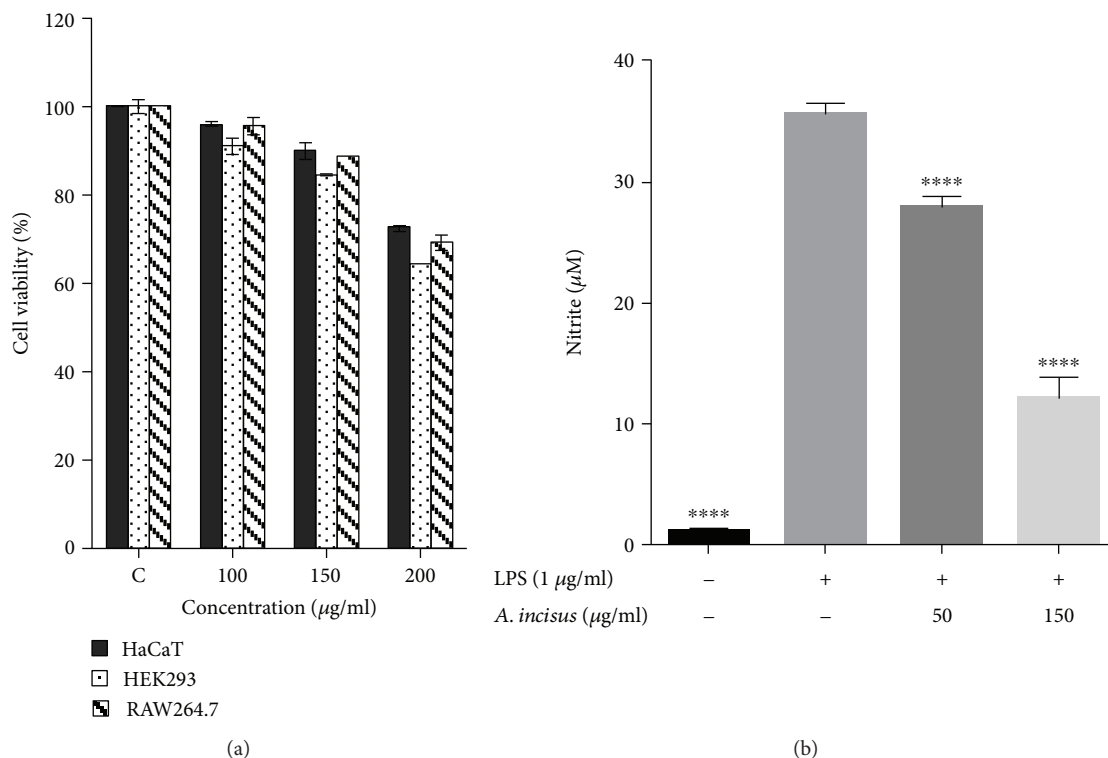 120
100
80
60
40
20
0
Cell viability (%)
C 100 150 200
Concentration (μg/ml)
HaCaT
HEK293
RAW264.7
(a)
40
30
20
10
0
Nitrite (μM)
****
****
****
LPS (1 μg/ml) – + + +
A. incisus (μg/ml) – – 50 150
(b)